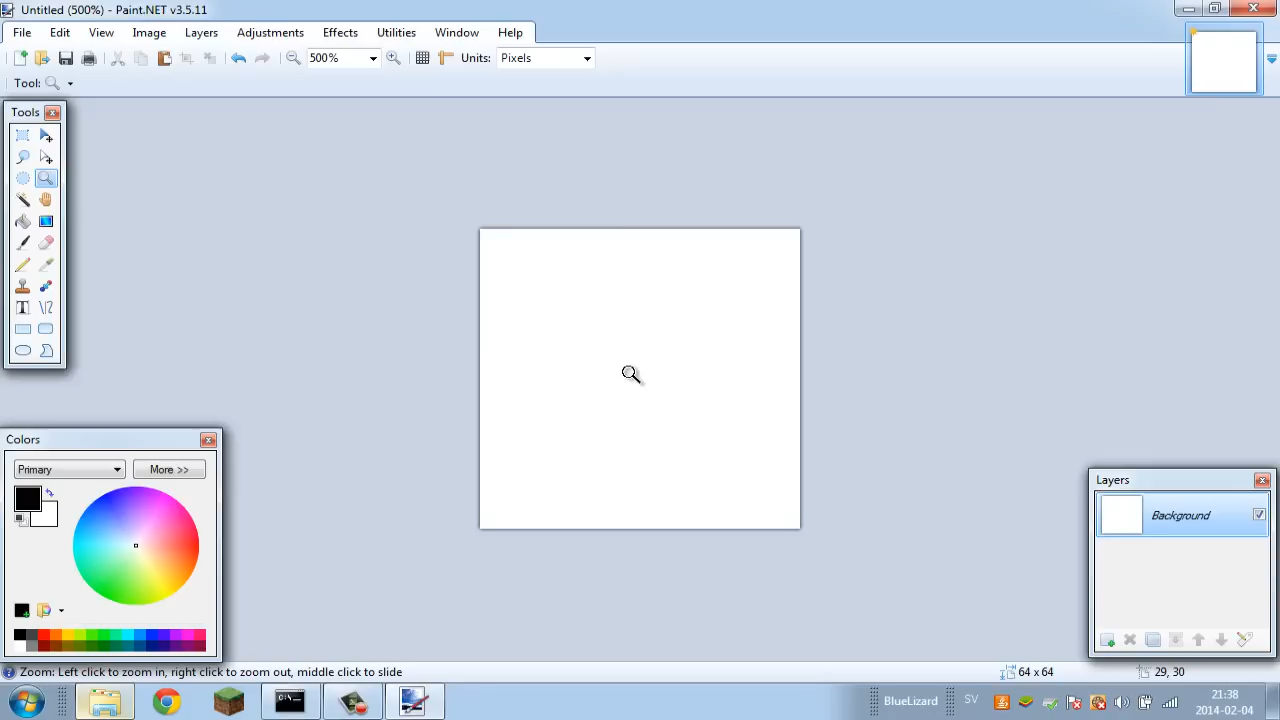 Untitled (500%) - Paint.NET v3.5.11
File Edit View Image Layers Adjustments Effects Utilities Window Help
500% Units: Pixels
Tool:
Tools
Colors
Primary More >>
Layers
Background
Zoom: Left click to zoom in, right click to zoom out, middle click to slide 64 x 64 29, 30
C:\_
BlueLizard SV 21:38
2014-02-04